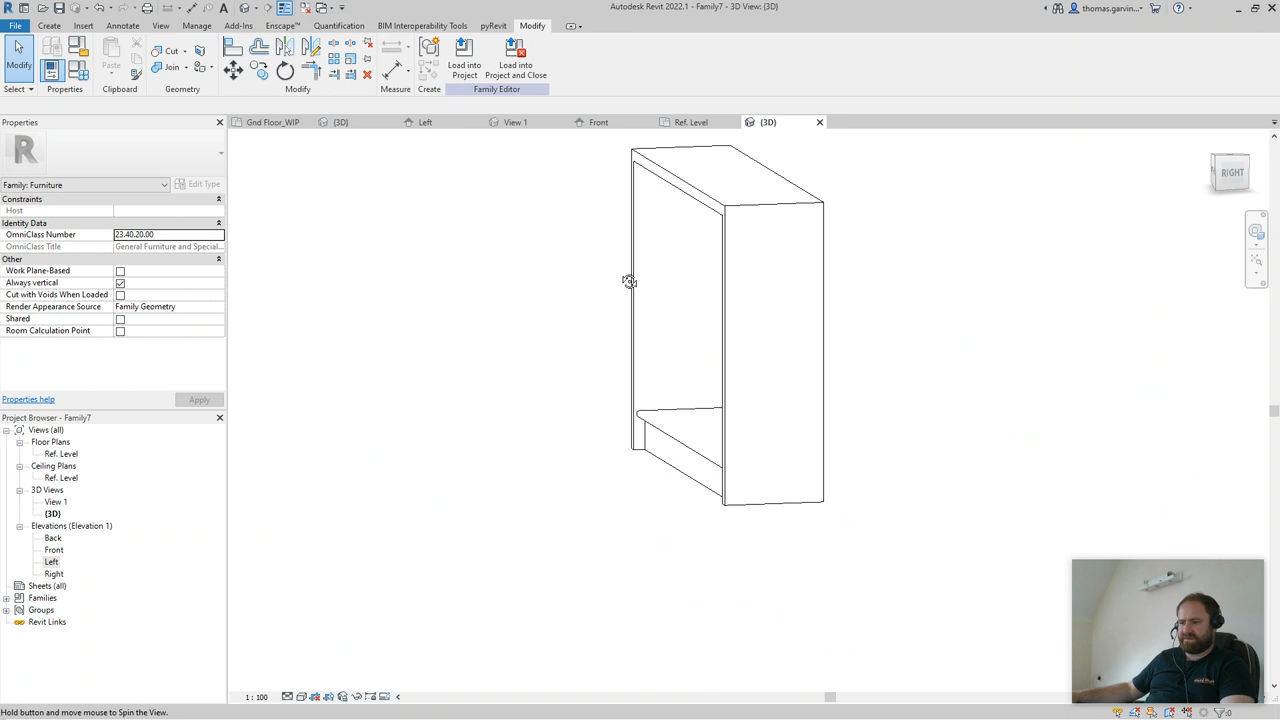 Autodesk Revit 2022.1 - Family7 - 3D View: {3D}
thomas.garvin...
File Create Insert Annotate View Manage Add-Ins Enscape™ Quantification BIM Interoperability Tools pyRevit Modify
Modify Paste Cut Join Load into Project Load into Project and Close
Select Properties Clipboard Geometry Modify Measure Create Family Editor
Properties
Gnd Floor_WIP {3D} Left View 1 Front Ref. Level {3D}
Family: Furniture Edit Type
Constraints
Host
Identity Data
OmniClass Number 23.40.20.00
OmniClass Title General Furniture and Special...
Other
Work Plane-Based
Always vertical
Cut with Voids When Loaded
Render Appearance Source Family Geometry
Shared
Room Calculation Point
Properties help Apply
Project Browser - Family7
Views (all)
Floor Plans
Ref. Level
Ceiling Plans
Ref. Level
3D Views
View 1
{3D}
Elevations (Elevation 1)
Back
Front
Left
Right
Sheets (all)
Families
Groups
Revit Links
RIGHT
1 : 100
Hold button and move mouse to Spin the View.
:0